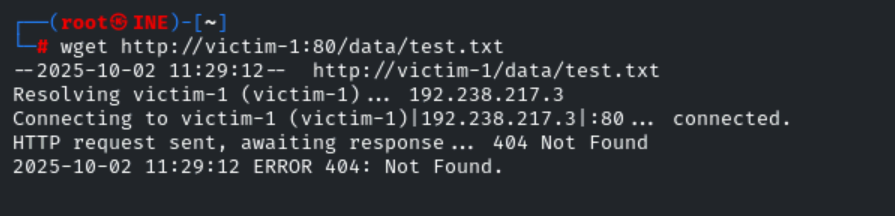 ┌──(root㉿INE)-[~]
└─# wget http://victim-1:80/data/test.txt
--2025-10-02 11:29:12--  http://victim-1/data/test.txt
Resolving victim-1 (victim-1)... 192.238.217.3
Connecting to victim-1 (victim-1)|192.238.217.3|:80... connected.
HTTP request sent, awaiting response... 404 Not Found
2025-10-02 11:29:12 ERROR 404: Not Found.